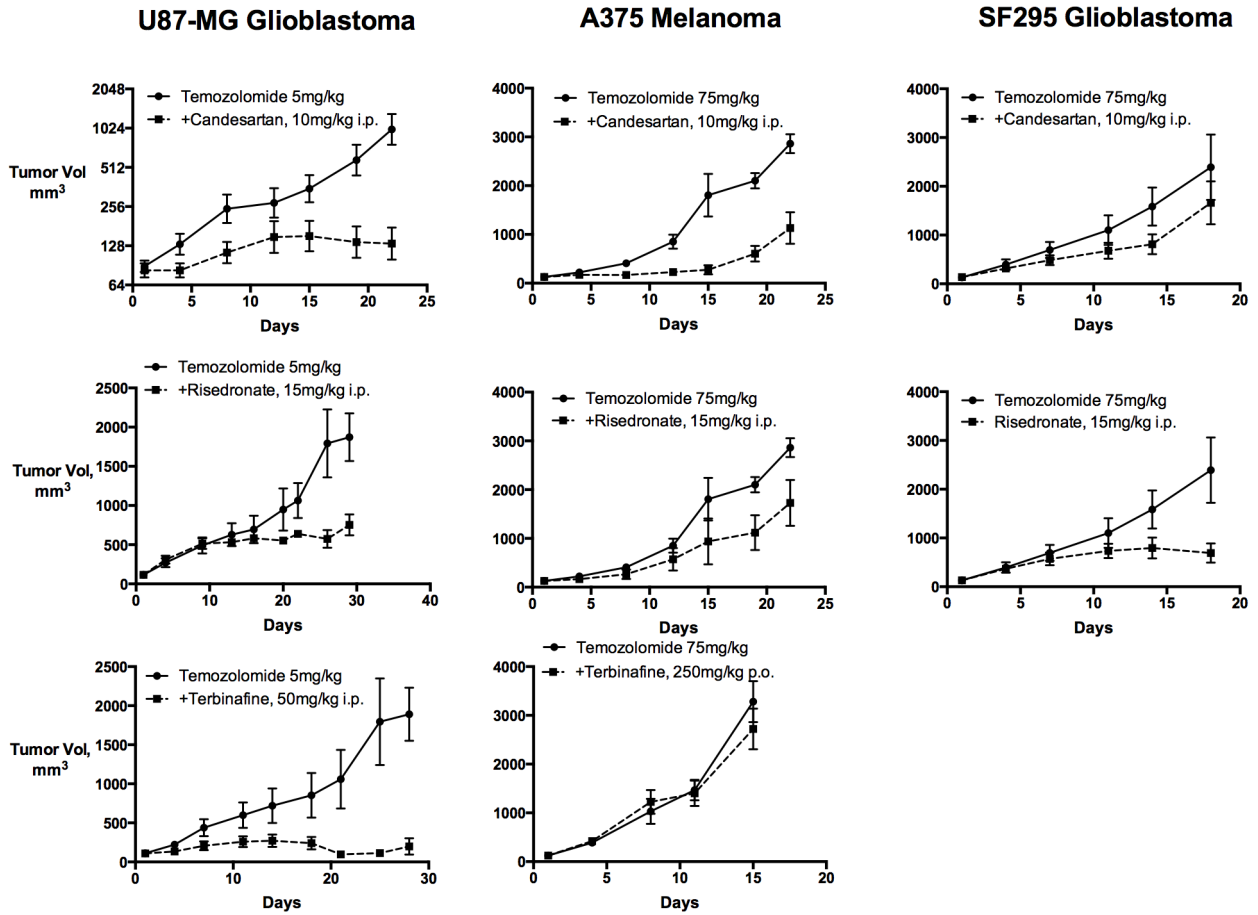 U87-MG Glioblastoma
A375 Melanoma
SF295 Glioblastoma
Tumor Vol
mm³
2048
1024
512
256
128
64
0
5
10
15
20
25
Days
Temozolomide 5mg/kg
+Candesartan, 10mg/kg i.p.
4000
3000
2000
1000
0
0
5
10
15
20
25
Days
Temozolomide 75mg/kg
+Candesartan, 10mg/kg i.p.
4000
3000
2000
1000
0
0
5
10
15
20
Days
Temozolomide 75mg/kg
+Candesartan, 10mg/kg i.p.
Tumor Vol,
mm³
2500
2000
1500
1000
500
0
0
10
20
30
40
Days
Temozolomide 5mg/kg
+Risedronate, 15mg/kg i.p.
4000
3000
2000
1000
0
0
5
10
15
20
25
Days
Temozolomide 75mg/kg
+Risedronate, 15mg/kg i.p.
4000
3000
2000
1000
0
0
5
10
15
20
Days
Temozolomide 75mg/kg
Risedronate, 15mg/kg i.p.
Tumor Vol,
mm³
2500
2000
1500
1000
500
0
0
10
20
30
Days
Temozolomide 5mg/kg
+Terbinafine, 50mg/kg i.p.
4000
3000
2000
1000
0
0
5
10
15
20
Days
Temozolomide 75mg/kg
+Terbinafine, 250mg/kg p.o.